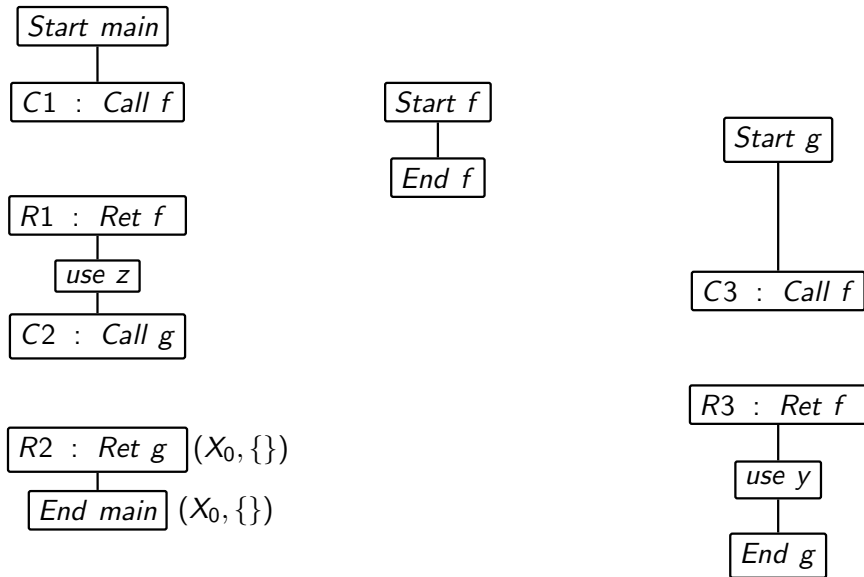 Start main
C1 : Call f
R1 : Ret f
use z
C2 : Call g
R2 : Ret g (X₀, {})
End main (X₀, {})
Start f
End f
Start g
C3 : Call f
R3 : Ret f
use y
End g